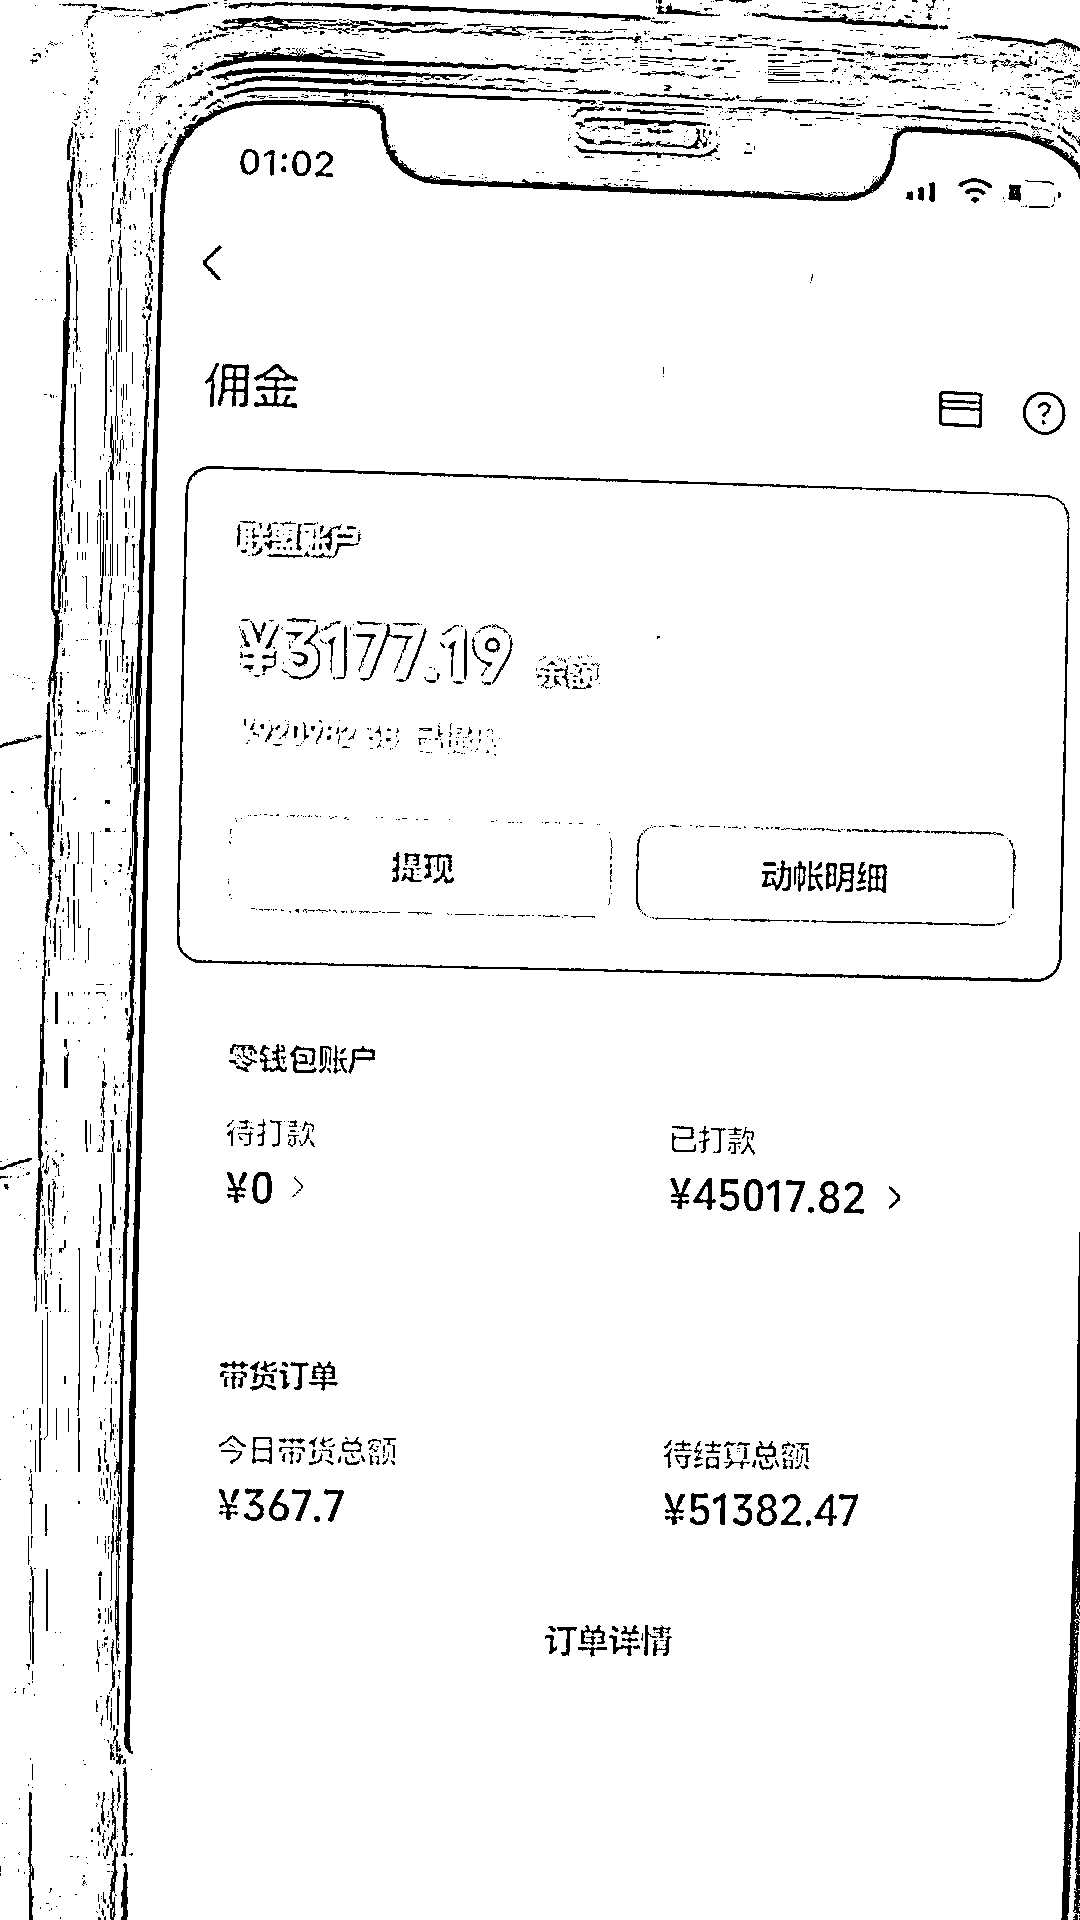 01:02
佣金
联盟账户
¥3177.19 余额
已提现
提现 动帐明细
零钱包账户
待打款 已打款
¥0 ¥45017.82
带货订单
今日带货总额 待结算总额
¥367.7 ¥51382.47
订单详情